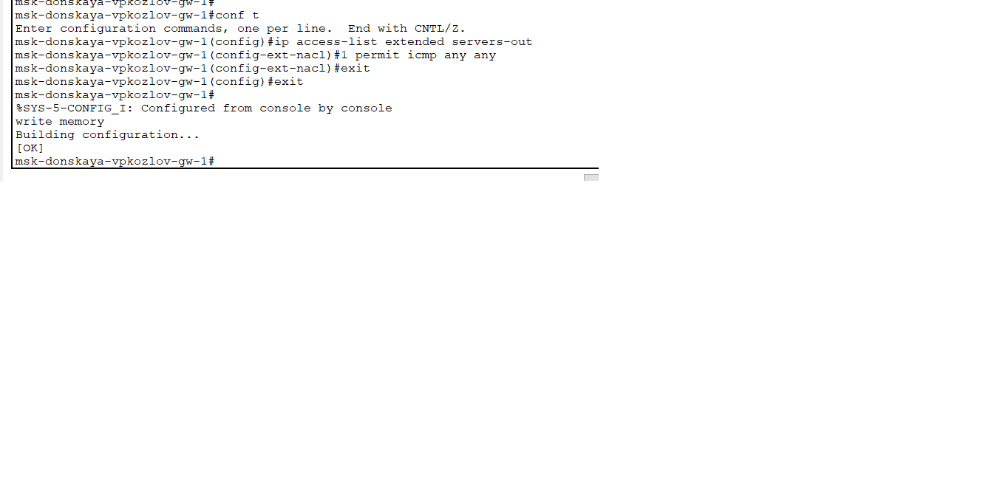 msk-donskaya-vpkozlov-gw-1#
msk-donskaya-vpkozlov-gw-1#conf t
Enter configuration commands, one per line.  End with CNTL/Z.
msk-donskaya-vpkozlov-gw-1(config)#ip access-list extended servers-out
msk-donskaya-vpkozlov-gw-1(config-ext-nacl)#1 permit icmp any any
msk-donskaya-vpkozlov-gw-1(config-ext-nacl)#exit
msk-donskaya-vpkozlov-gw-1(config)#exit
msk-donskaya-vpkozlov-gw-1#
%SYS-5-CONFIG_I: Configured from console by console
write memory
Building configuration...
[OK]
msk-donskaya-vpkozlov-gw-1#